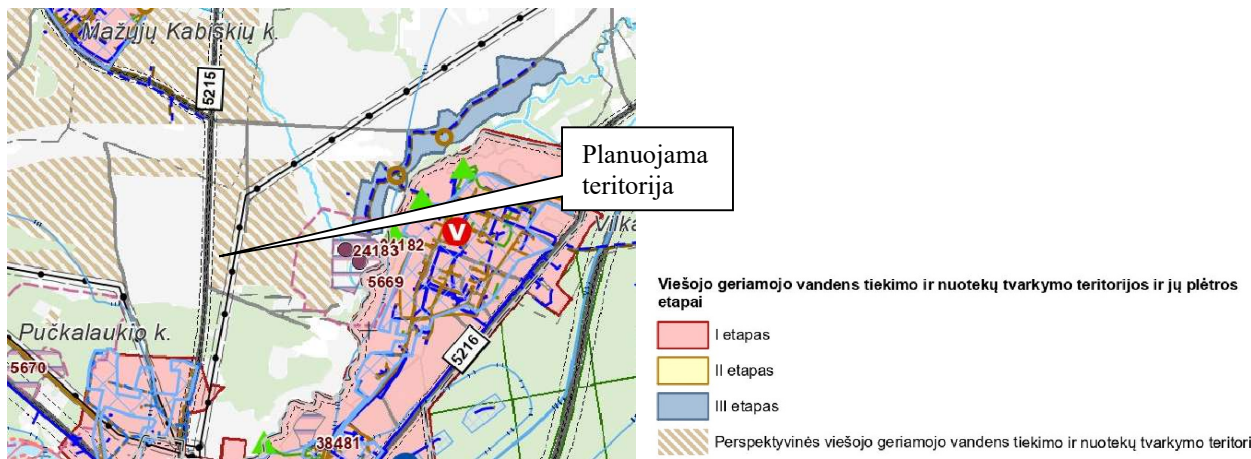 Mažųjų Kabiškių k.
5215
Planuojama
teritorija
24182
24183
5669
Pučkalaukio k.
5670
5216
38481
V
Vilka
Viešojo geriamojo vandens tiekimo ir nuotekų tvarkymo teritorijos ir jų plėtros
etapai
I etapas
II etapas
III etapas
Perspektyvinės viešojo geriamojo vandens tiekimo ir nuotekų tvarkymo teritori